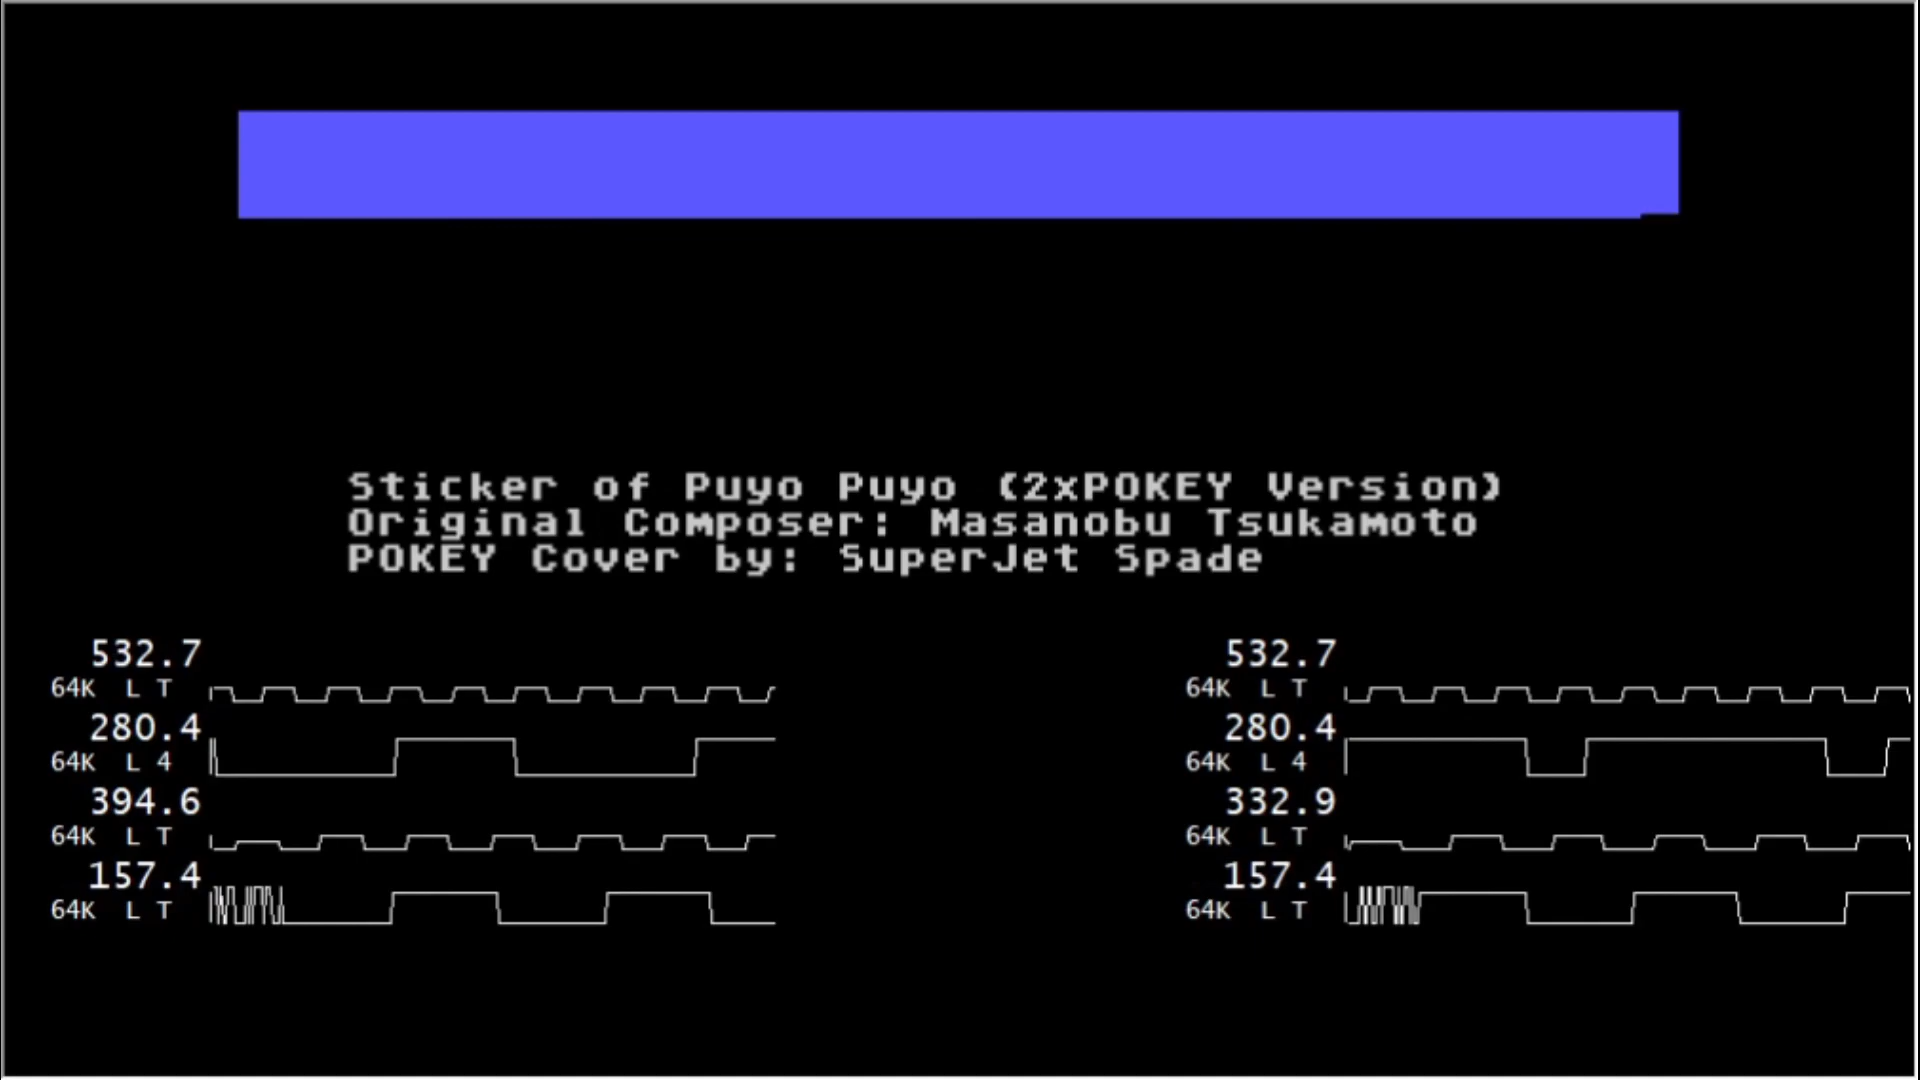 Sticker of Puyo Puyo (2xPOKEY Version)
Original Composer: Masanobu Tsukamoto
POKEY Cover by: SuperJet Spade
532.7
64K L T
280.4
64K L 4
394.6
64K L T
157.4
64K L T
532.7
64K L T
280.4
64K L 4
332.9
64K L T
157.4
64K L T